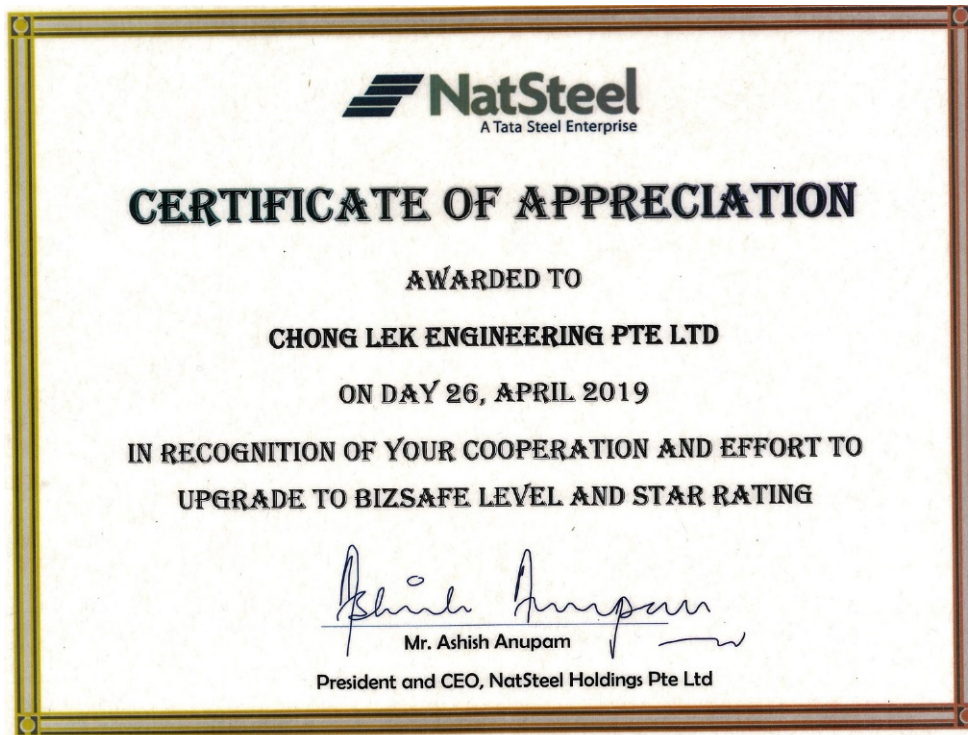 NatSteel
A Tata Steel Enterprise
CERTIFICATE OF APPRECIATION
AWARDED TO
CHONG LEK ENGINEERING PTE LTD
ON DAY 26, APRIL 2019
IN RECOGNITION OF YOUR COOPERATION AND EFFORT TO
UPGRADE TO BIZSAFE LEVEL AND STAR RATING
Ashish Anupam
Mr. Ashish Anupam
President and CEO, NatSteel Holdings Pte Ltd